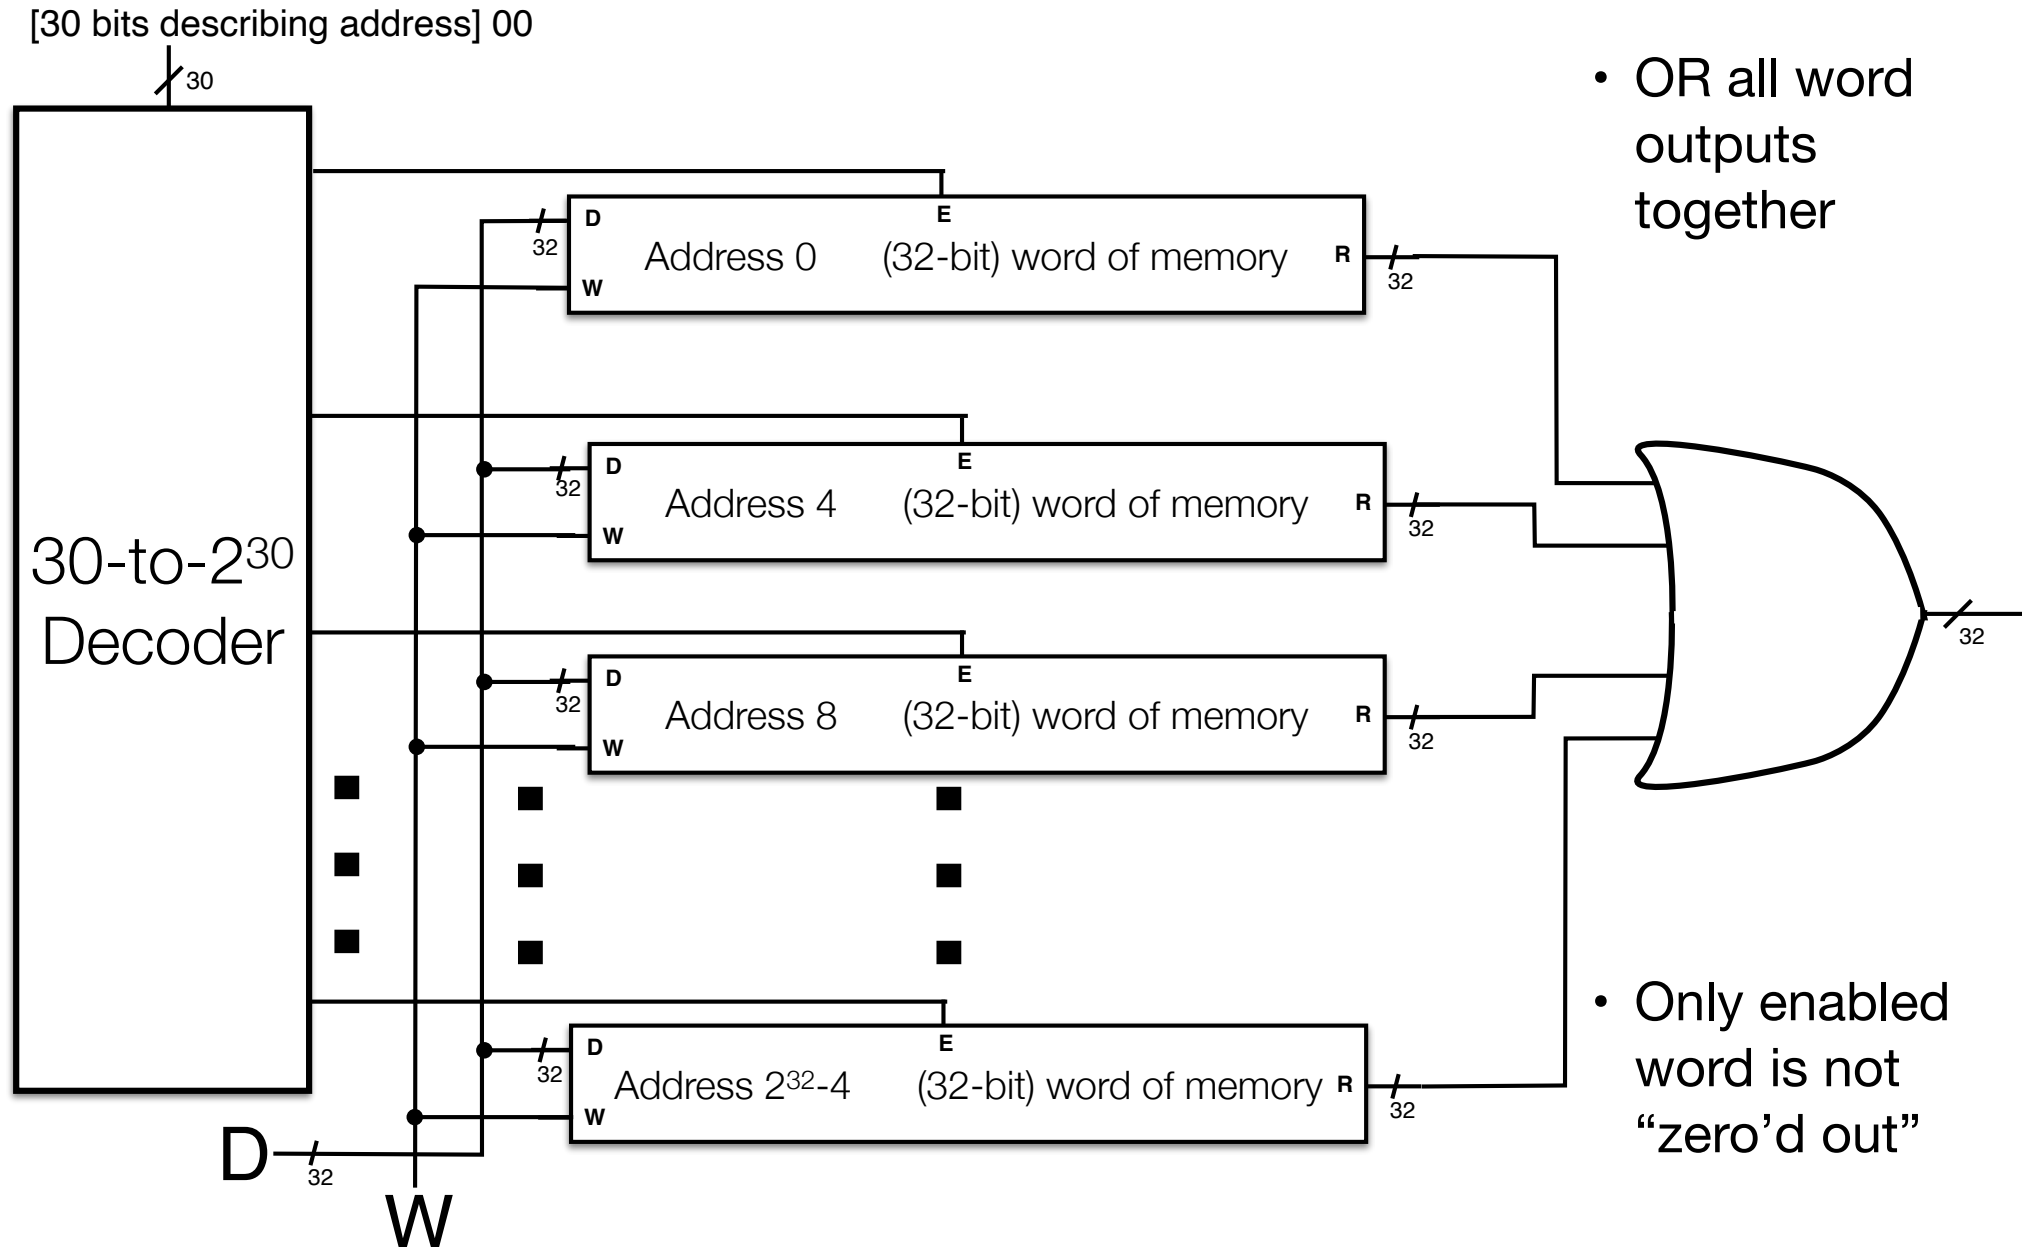 [30 bits describing address] 00
30
• OR all word
outputs
together
30-to-2³⁰
Decoder
E
D
32
Address 0 (32-bit) word of memory
R
32
W
E
D
32
Address 4 (32-bit) word of memory
R
32
W
E
D
32
Address 8 (32-bit) word of memory
R
32
W
32
E
D
32
Address 2³²-4 (32-bit) word of memory
R
32
W
• Only enabled
word is not
“zero’d out”
D
32
W